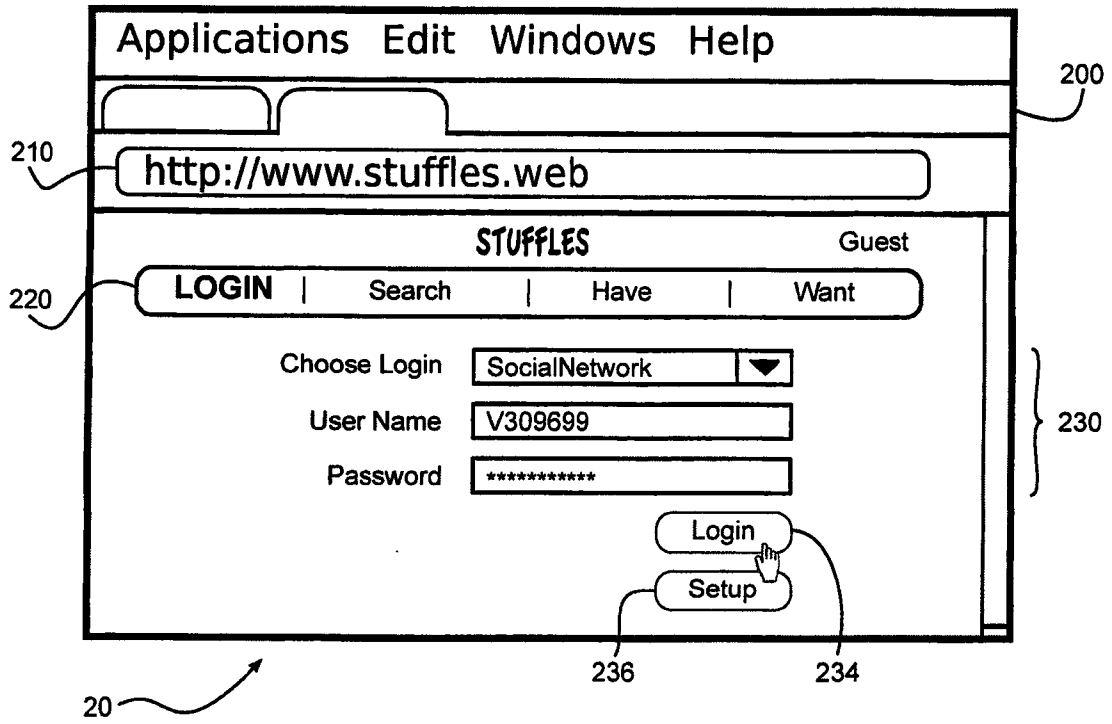 Applications Edit Windows Help
200
210
http://www.stuffles.web
STUFFLES Guest
220
LOGIN | Search | Have | Want
Choose Login SocialNetwork
User Name V309699
230
Password ***********
Login
Setup
236 234
20